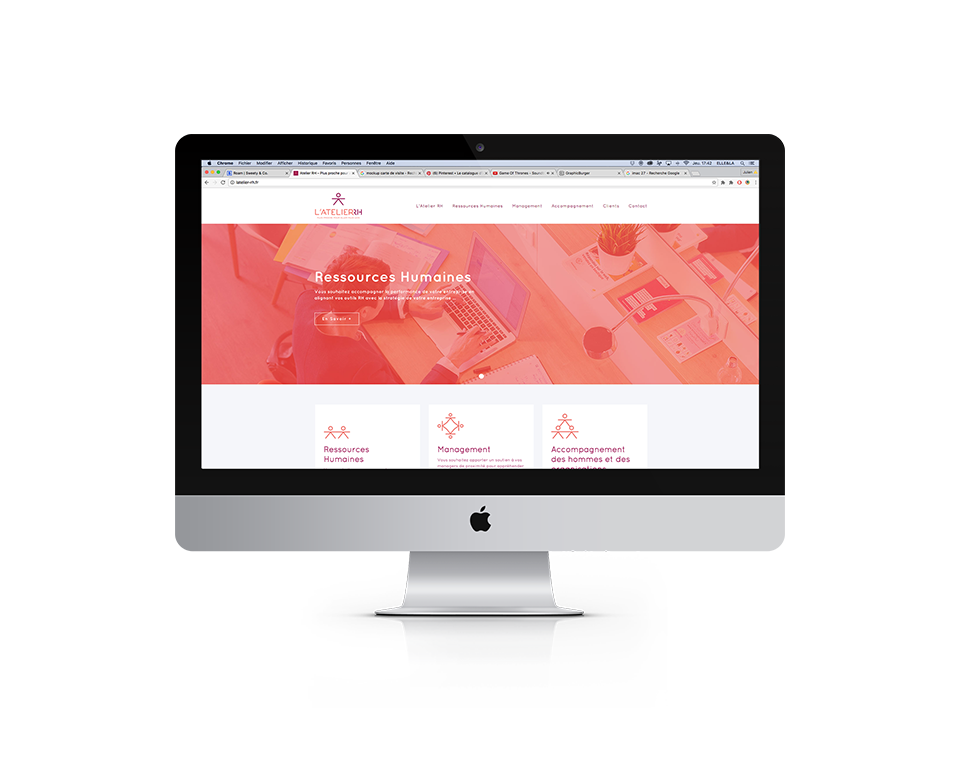 Chrome Fichier Modifier Afficher Historique Favoris Personnes Fenêtre Aide
Jeu. 17:42 ELLE&LA
Roant | Sweety & Co.
Atelier RH – Plus proche pour
mockup carte de visite - Rech
(6) Pinterest • Le catalogue d
Game Of Thrones - Sound
GraphicBurger
imac 27 - Recherche Google
Julien
latelier-rh.fr
L'ATELIERRH
L'Atelier RH Ressources Humaines Management Accompagnement Clients Contact
Ressources Humaines
Vous souhaitez accompagner la performance de votre entreprise en
alignant vos outils RH avec la stratégie de votre entreprise ...
En Savoir +
Ressources
Humaines
Management
Vous souhaitez apporter un soutien à vos
managers de proximité pour appréhender
Accompagnement
des hommes et des
organisations